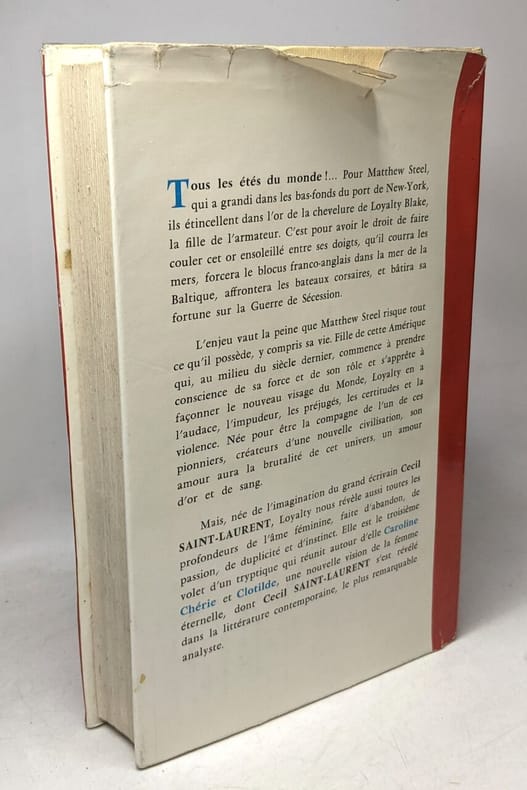 Tous les étés du monde !... Pour Matthew Steel,
qui a grandi dans les bas-fonds du port de New-York,
ils étincellent dans l'or de la chevelure de Loyalty Blake,
la fille de l'armateur. C'est pour avoir le droit de faire
couler cet or ensoleillé entre ses doigts, qu'il courra les
mers, forcera le blocus franco-anglais dans la mer de la
Baltique, affrontera les bateaux corsaires, et bâtira sa
fortune sur la Guerre de Sécession.
L'enjeu vaut la peine que Matthew Steel risque tout
ce qu'il possède, y compris sa vie. Fille de cette Amérique
qui, au milieu du siècle dernier, commence à prendre
conscience de sa force et de son rôle et s'apprête à
façonner le nouveau visage du Monde, Loyalty en a
l'audace, l'impudeur, les préjugés, les certitudes et la
violence. Née pour être la compagne de l'un de ces
pionniers, créateurs d'une nouvelle civilisation, son
amour aura la brutalité de cet univers, un amour
d'or et de sang.
Mais, née de l'imagination du grand écrivain Cecil
SAINT-LAURENT, Loyalty nous révèle aussi toutes les
profondeurs de l'âme féminine, faite d'abandon, de
passion, de duplicité et d'instinct. Elle est le troisième
volet d'un tryptique qui réunit autour d'elle Caroline
Chérie et Clotilde, une nouvelle vision de la femme
éternelle, dont Cecil SAINT-LAURENT s'est révélé
dans la littérature contemporaine, le plus remarquable
analyste.